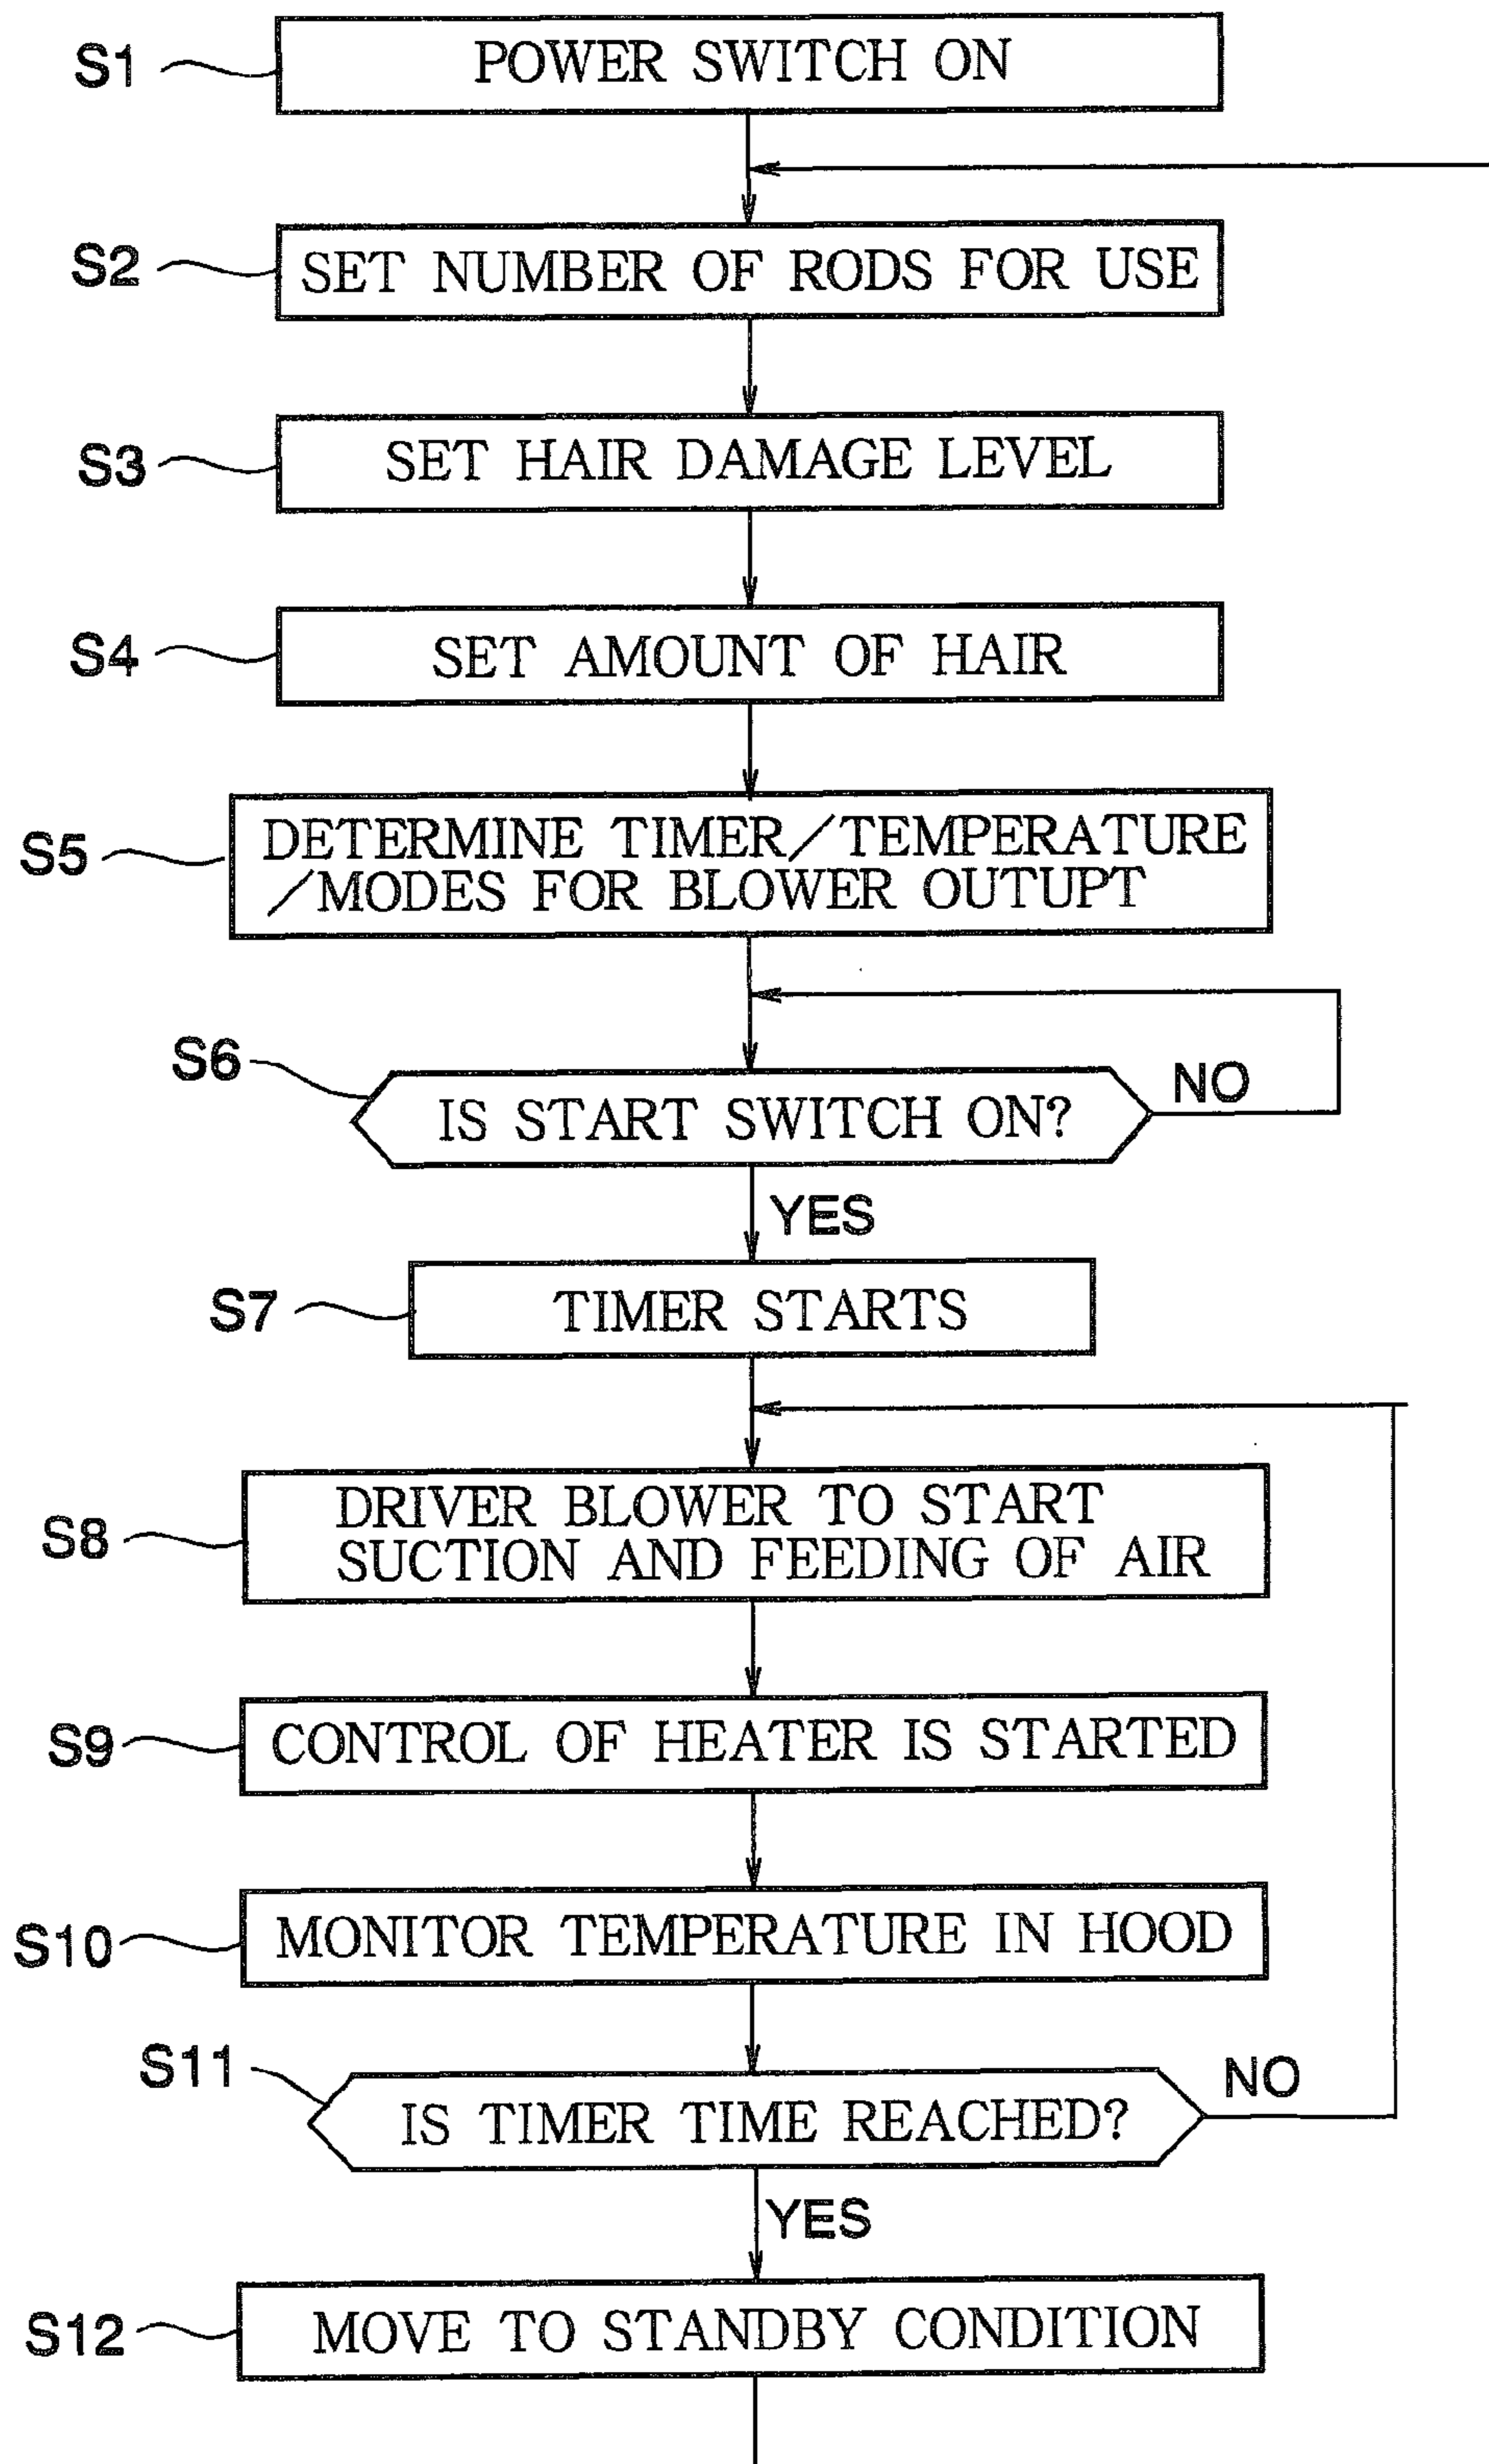 S1
POWER SWITCH ON
S2
SET NUMBER OF RODS FOR USE
S3
SET HAIR DAMAGE LEVEL
S4
SET AMOUNT OF HAIR
S5
DETERMINE TIMER/TEMPERATURE
/MODES FOR BLOWER OUTUPT
S6
IS START SWITCH ON?
NO
YES
S7
TIMER STARTS
S8
DRIVER BLOWER TO START
SUCTION AND FEEDING OF AIR
S9
CONTROL OF HEATER IS STARTED
S10
MONITOR TEMPERATURE IN HOOD
S11
IS TIMER TIME REACHED?
NO
YES
S12
MOVE TO STANDBY CONDITION